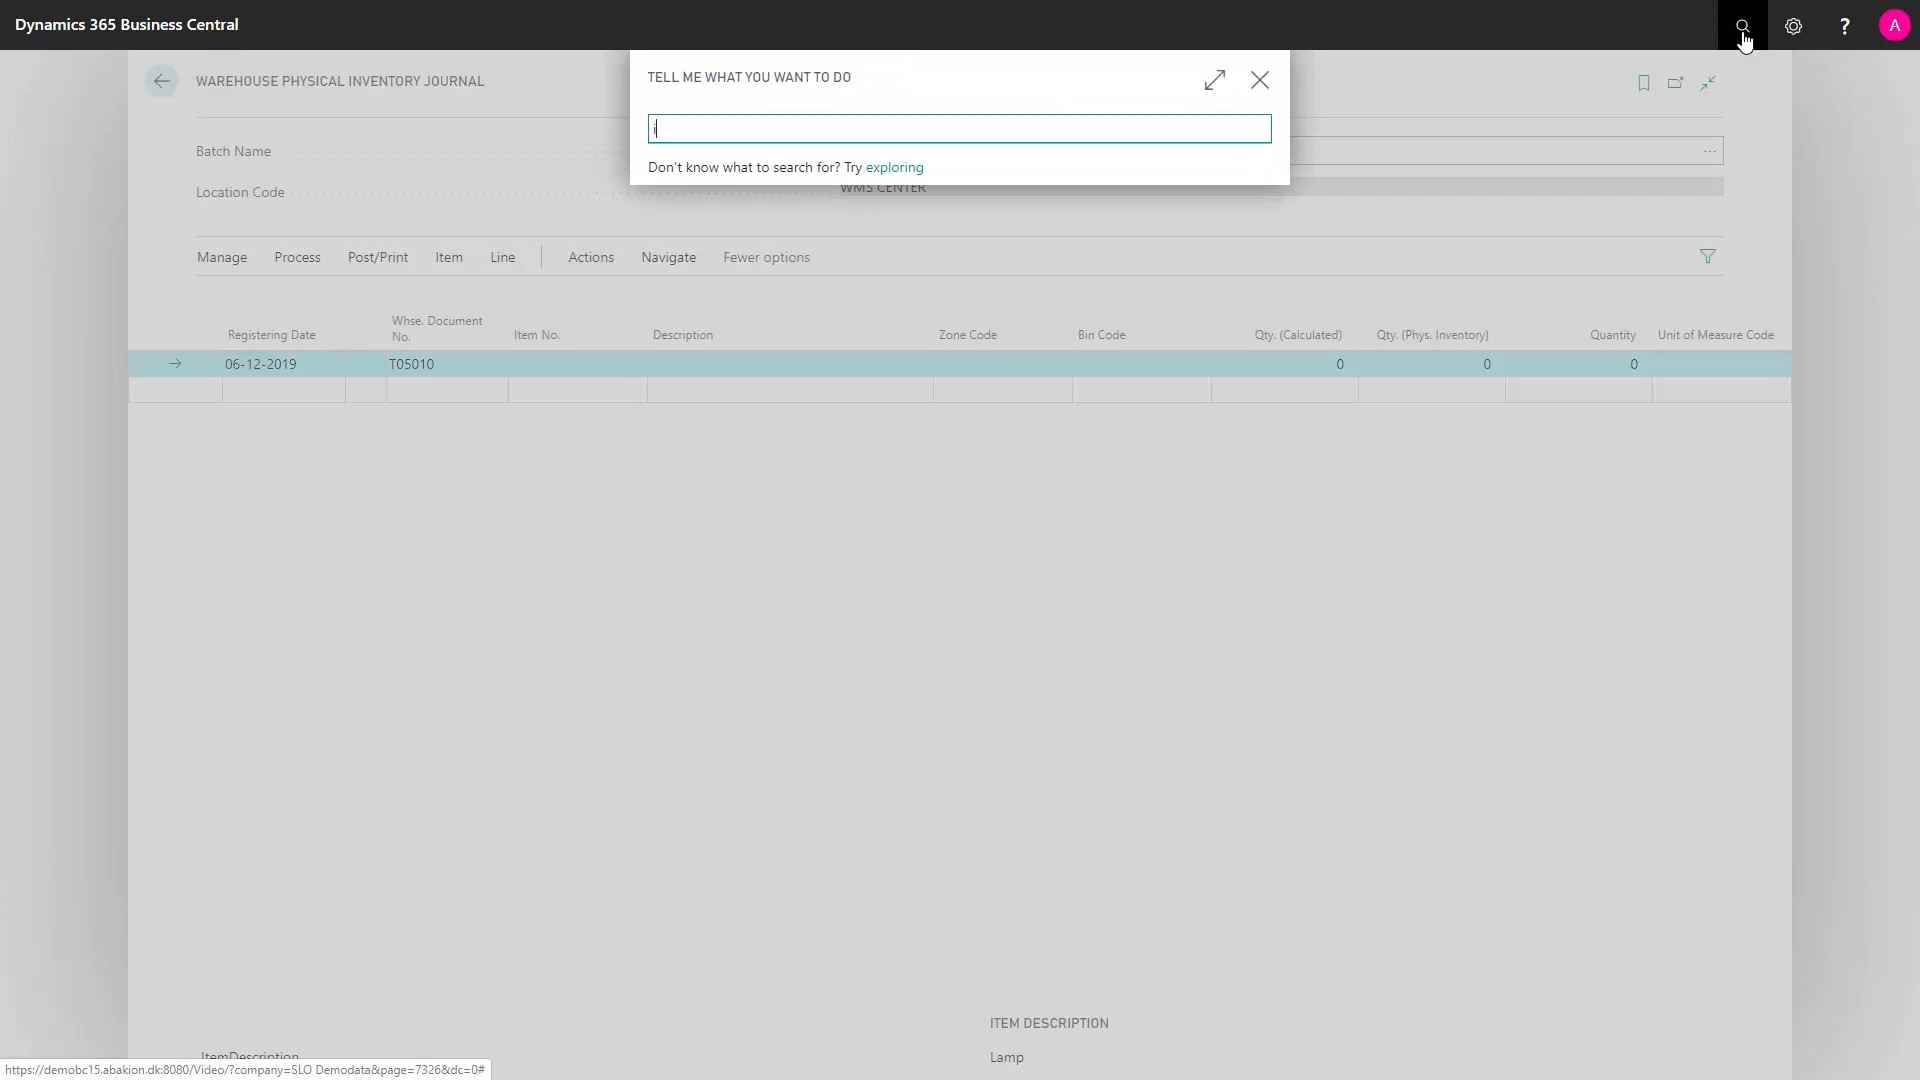 Dynamics 365 Business Central
?
A
WAREHOUSE PHYSICAL INVENTORY JOURNAL
TELL ME WHAT YOU WANT TO DO
i
Don't know what to search for? Try exploring
Batch Name
Location Code
WMS CENTER
Manage Process Post/Print Item Line Actions Navigate Fewer options
Registering Date Whse. Document No. Item No. Description Zone Code Bin Code Qty. (Calculated) Qty. (Phys. Inventory) Quantity Unit of Measure Code
06-12-2019 T05010 0 0 0
ITEM DESCRIPTION
ItemDescription Lamp
https://demobc15.abakion.dk:8080/Video/?company=SLO Demodata&page=7326&dc=0#